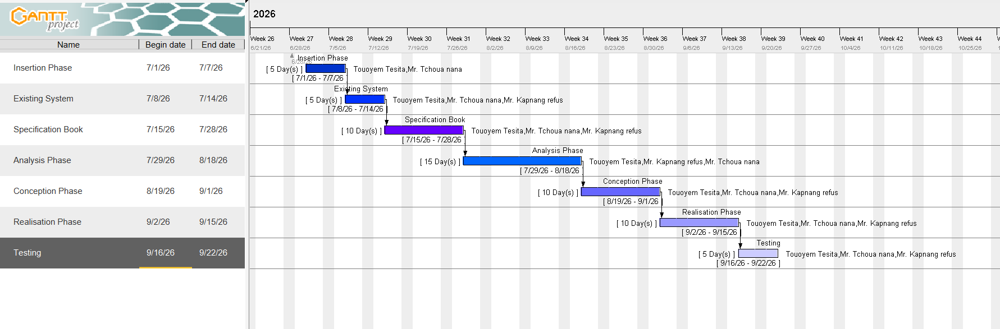 GANTT
project
2026
Name Begin date End date
Week 26 Week 27 Week 28 Week 29 Week 30 Week 31 Week 32 Week 33 Week 34 Week 35 Week 36 Week 37 Week 38 Week 39 Week 40 Week 41 Week 42 Week 43 Week 44
6/21/26 6/28/26 7/5/26 7/12/26 7/19/26 7/26/26 8/2/26 8/9/26 8/16/26 8/23/26 8/30/26 9/6/26 9/13/26 9/20/26 9/27/26 10/4/26 10/11/26 10/18/26 10/25/26
Insertion Phase 7/1/26 7/7/26
Existing System 7/8/26 7/14/26
Specification Book 7/15/26 7/28/26
Analysis Phase 7/29/26 8/18/26
Conception Phase 8/19/26 9/1/26
Realisation Phase 9/2/26 9/15/26
Testing 9/16/26 9/22/26
Insertion Phase
6/28/26
[ 5 Day(s) ] Touoyem Tesita,Mr. Tchoua nana
[ 7/1/26 - 7/7/26
Existing System
[ 5 Day(s) ] Touoyem Tesita,Mr. Tchoua nana,Mr. Kapnang refus
[ 7/8/26 - 7/14/26
Specification Book
[ 10 Day(s) ] Touoyem Tesita,Mr. Tchoua nana,Mr. Kapnang refus
[ 7/15/26 - 7/28/26
Analysis Phase
[ 15 Day(s) ] Touoyem Tesita,Mr. Kapnang refus,Mr. Tchoua nana
[ 7/29/26 - 8/18/26
Conception Phase
[ 10 Day(s) ] Touoyem Tesita,Mr. Tchoua nana,Mr. Kapnang refus
[ 8/19/26 - 9/1/26
Realisation Phase
[ 10 Day(s) ] Touoyem Tesita,Mr. Tchoua nana,Mr. Kapnang refus
[ 9/2/26 - 9/15/26
Testing
[ 5 Day(s) ] Touoyem Tesita,Mr. Tchoua nana,Mr. Kapnang refus
[ 9/16/26 - 9/22/26 ]